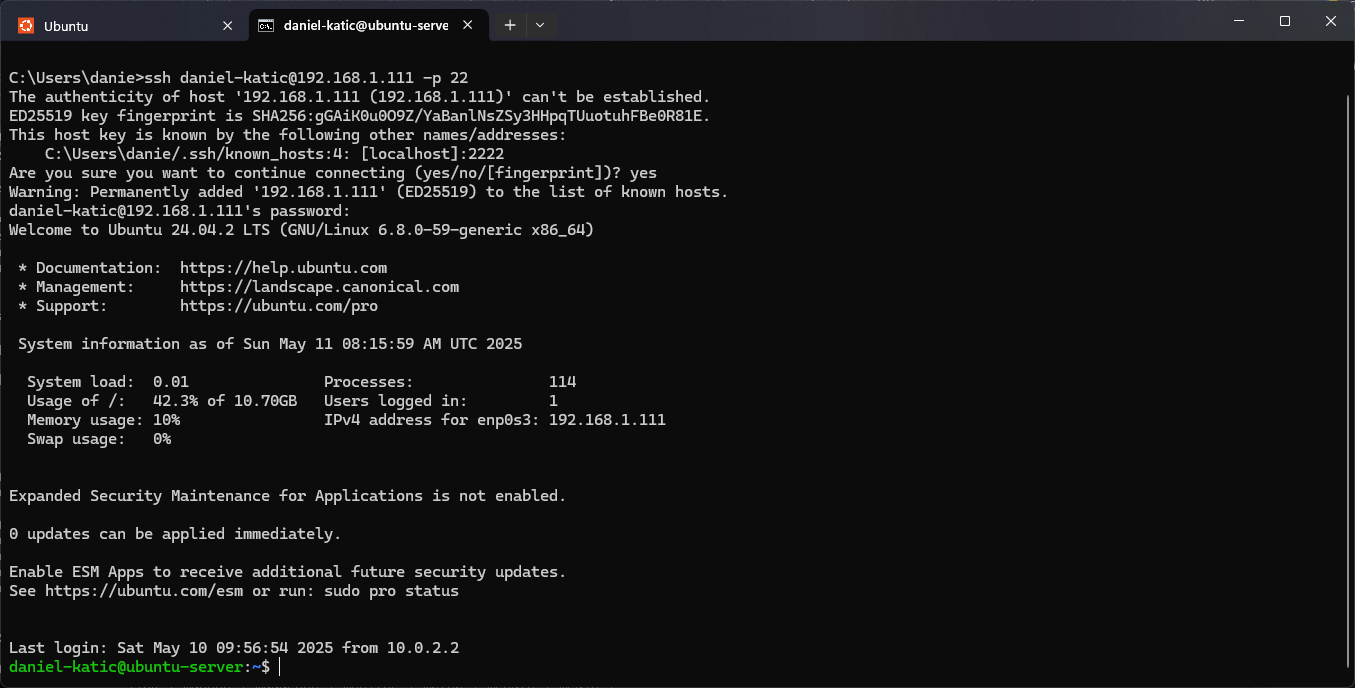 Ubuntu
daniel-katic@ubuntu-serve
C:\Users\danie>ssh daniel-katic@192.168.1.111 -p 22
The authenticity of host '192.168.1.111 (192.168.1.111)' can't be established.
ED25519 key fingerprint is SHA256:gGAiK0u0O9Z/YaBanlNsZSy3HHpqTUuotuhFBe0R81E.
This host key is known by the following other names/addresses:
    C:\Users\danie/.ssh/known_hosts:4: [localhost]:2222
Are you sure you want to continue connecting (yes/no/[fingerprint])? yes
Warning: Permanently added '192.168.1.111' (ED25519) to the list of known hosts.
daniel-katic@192.168.1.111's password:
Welcome to Ubuntu 24.04.2 LTS (GNU/Linux 6.8.0-59-generic x86_64)
 * Documentation:  https://help.ubuntu.com
 * Management:     https://landscape.canonical.com
 * Support:        https://ubuntu.com/pro
 System information as of Sun May 11 08:15:59 AM UTC 2025
  System load:  0.01               Processes:               114
  Usage of /:   42.3% of 10.70GB   Users logged in:         1
  Memory usage: 10%                IPv4 address for enp0s3: 192.168.1.111
  Swap usage:   0%
Expanded Security Maintenance for Applications is not enabled.
0 updates can be applied immediately.
Enable ESM Apps to receive additional future security updates.
See https://ubuntu.com/esm or run: sudo pro status
Last login: Sat May 10 09:56:54 2025 from 10.0.2.2
daniel-katic@ubuntu-server:~$